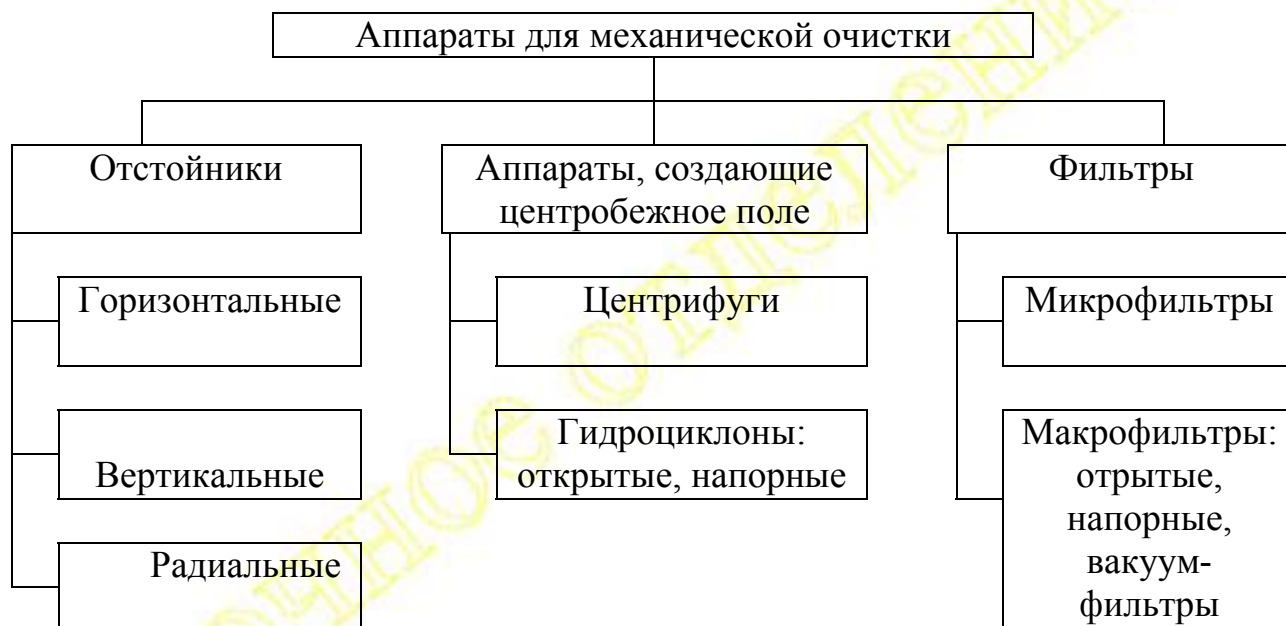 Аппараты для механической очистки
Отстойники
Аппараты, создающие
центробежное поле
Фильтры
Горизонтальные
Центрифуги
Микрофильтры
Вертикальные
Гидроциклоны:
открытые, напорные
Макрофильтры:
отрытые,
напорные,
вакуум-
фильтры
Радиальные